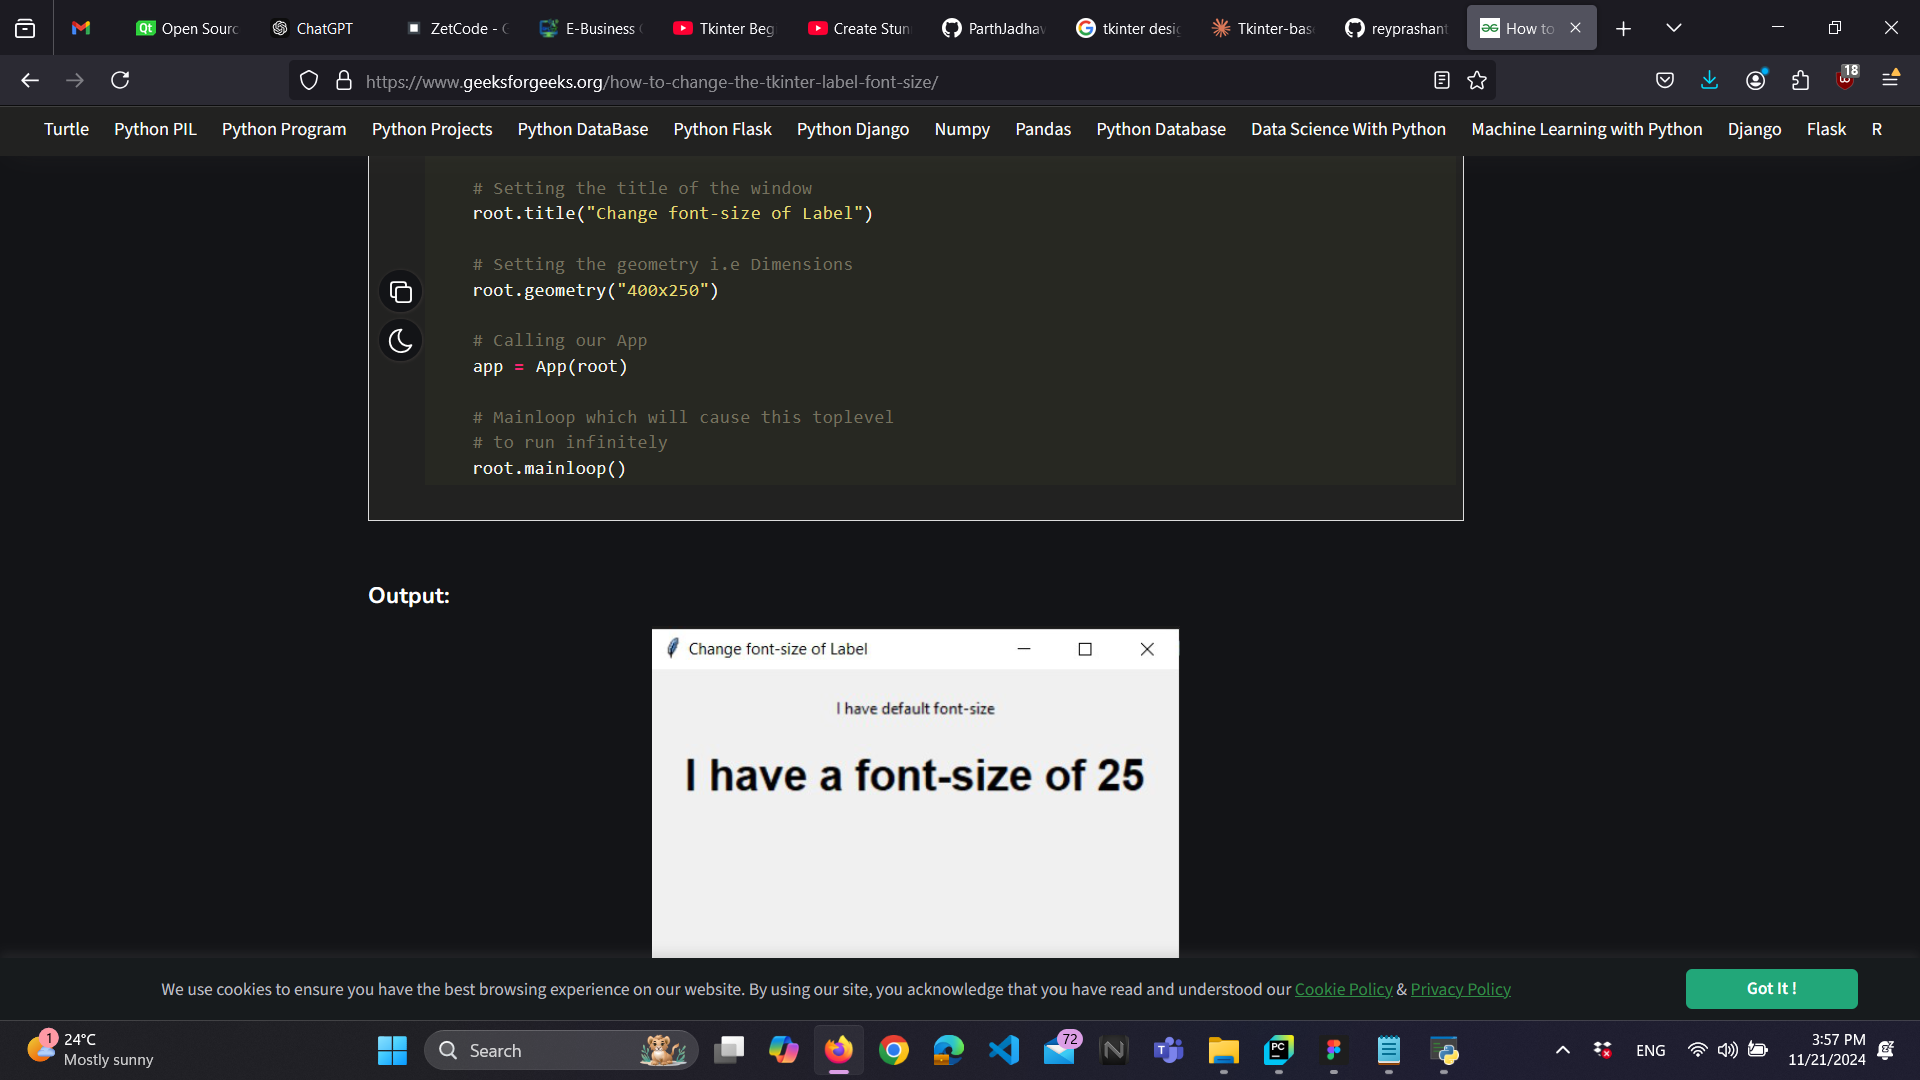 Open Sourc
ChatGPT
ZetCode - 
E-Business
Tkinter Beg
Create Stun
ParthJadhav
tkinter desig
Tkinter-bas
reyprashant
How to
https://www.geeksforgeeks.org/how-to-change-the-tkinter-label-font-size/
18
Turtle
Python PIL
Python Program
Python Projects
Python DataBase
Python Flask
Python Django
Numpy
Pandas
Python Database
Data Science With Python
Machine Learning with Python
Django
Flask
R
# Setting the title of the window
root.title("Change font-size of Label")
# Setting the geometry i.e Dimensions
root.geometry("400x250")
# Calling our App
app = App(root)
# Mainloop which will cause this toplevel
# to run infinitely
root.mainloop()
Output:
Change font-size of Label
I have default font-size
I have a font-size of 25
We use cookies to ensure you have the best browsing experience on our website. By using our site, you acknowledge that you have read and understood our Cookie Policy & Privacy Policy
Got It !
1
24°C
Mostly sunny
Search
72
ENG
3:57 PM
11/21/2024